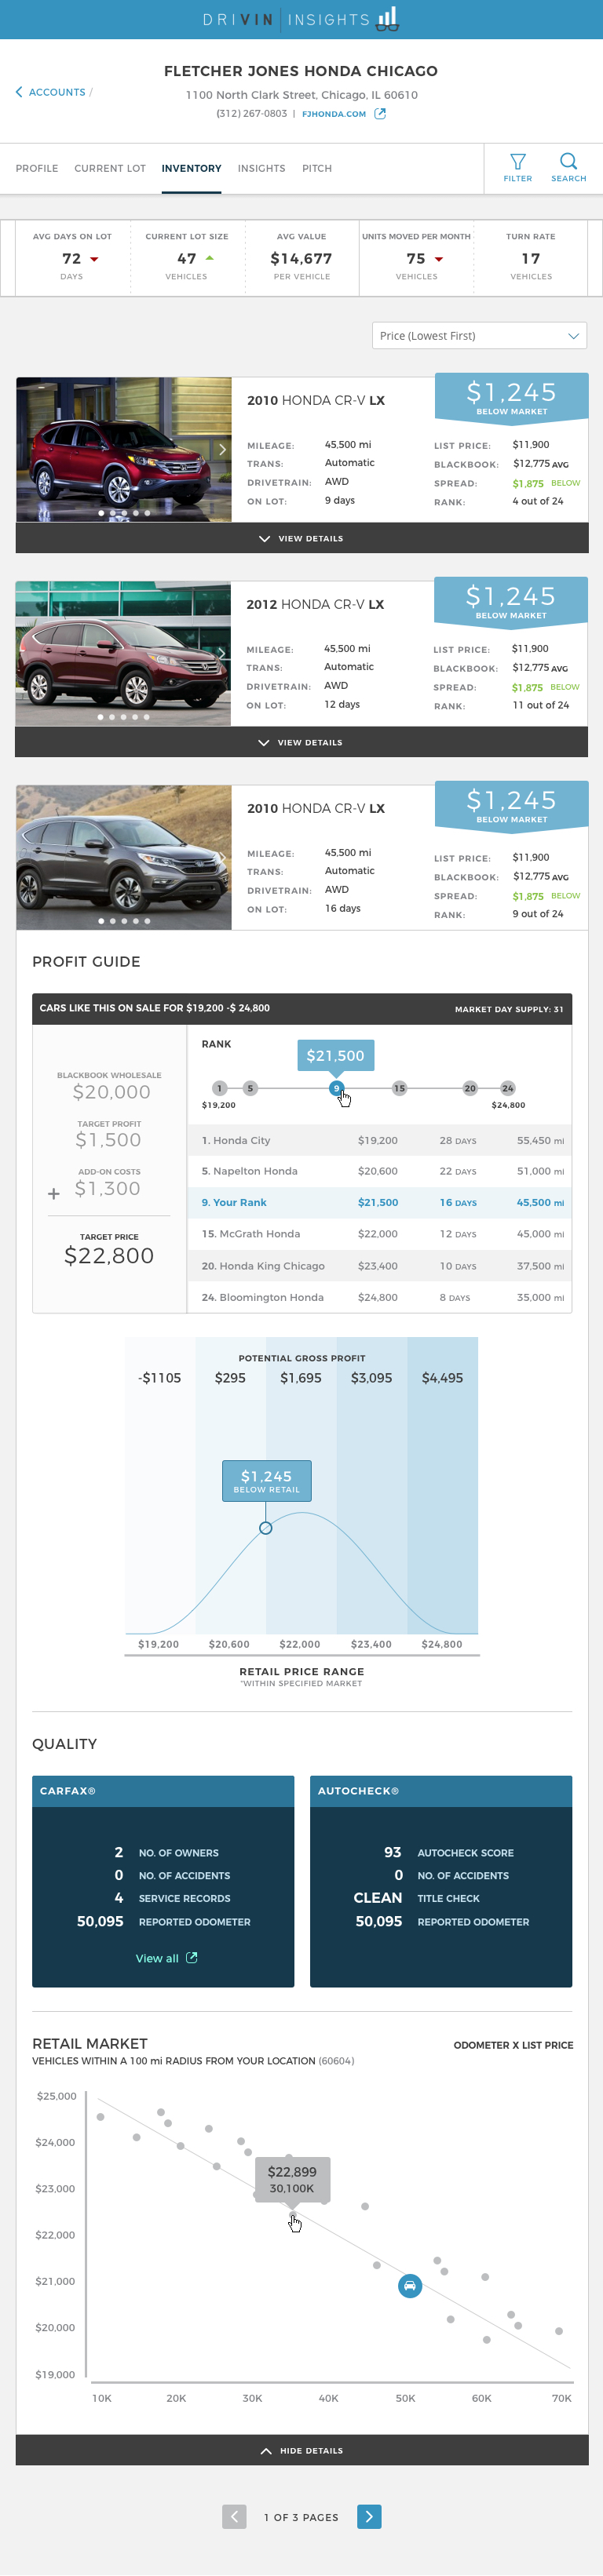 DRIVIN | INSIGHTS
FLETCHER JONES HONDA CHICAGO
ACCOUNTS /
1100 North Clark Street, Chicago, IL 60610
(312) 267-0803 | FJHONDA.COM
PROFILE CURRENT LOT INVENTORY INSIGHTS PITCH
FILTER SEARCH
AVG DAYS ON LOT CURRENT LOT SIZE AVG VALUE UNITS MOVED PER MONTH TURN RATE
72 47 $14,677 75 17
DAYS VEHICLES PER VEHICLE VEHICLES VEHICLES
Price (Lowest First)
2010 HONDA CR-V LX
$1,245
BELOW MARKET
MILEAGE: 45,500 mi LIST PRICE: $11,900
TRANS: Automatic BLACKBOOK: $12,775 AVG
DRIVETRAIN: AWD SPREAD: $1,875 BELOW
ON LOT: 9 days RANK: 4 out of 24
VIEW DETAILS
2012 HONDA CR-V LX
$1,245
BELOW MARKET
MILEAGE: 45,500 mi LIST PRICE: $11,900
TRANS: Automatic BLACKBOOK: $12,775 AVG
DRIVETRAIN: AWD SPREAD: $1,875 BELOW
ON LOT: 12 days RANK: 11 out of 24
VIEW DETAILS
2010 HONDA CR-V LX
$1,245
BELOW MARKET
MILEAGE: 45,500 mi LIST PRICE: $11,900
TRANS: Automatic BLACKBOOK: $12,775 AVG
DRIVETRAIN: AWD SPREAD: $1,875 BELOW
ON LOT: 16 days RANK: 9 out of 24
PROFIT GUIDE
CARS LIKE THIS ON SALE FOR $19,200 -$ 24,800 MARKET DAY SUPPLY: 31
BLACKBOOK WHOLESALE
$20,000
TARGET PROFIT
$1,500
ADD-ON COSTS
+ $1,300
TARGET PRICE
$22,800
RANK
$21,500
1 5 9 15 20 24
$19,200 $24,800
1. Honda City $19,200 28 DAYS 55,450 mi
5. Napelton Honda $20,600 22 DAYS 51,000 mi
9. Your Rank $21,500 16 DAYS 45,500 mi
15. McGrath Honda $22,000 12 DAYS 45,000 mi
20. Honda King Chicago $23,400 10 DAYS 37,500 mi
24. Bloomington Honda $24,800 8 DAYS 35,000 mi
POTENTIAL GROSS PROFIT
-$1105 $295 $1,695 $3,095 $4,495
$1,245
BELOW RETAIL
$19,200 $20,600 $22,000 $23,400 $24,800
RETAIL PRICE RANGE
*WITHIN SPECIFIED MARKET
QUALITY
CARFAX®
2 NO. OF OWNERS
0 NO. OF ACCIDENTS
4 SERVICE RECORDS
50,095 REPORTED ODOMETER
View all
AUTOCHECK®
93 AUTOCHECK SCORE
0 NO. OF ACCIDENTS
CLEAN TITLE CHECK
50,095 REPORTED ODOMETER
RETAIL MARKET ODOMETER X LIST PRICE
VEHICLES WITHIN A 100 mi RADIUS FROM YOUR LOCATION (60604)
$25,000
$24,000
$23,000
$22,000
$21,000
$20,000
$19,000
$22,899
30,100K
10K 20K 30K 40K 50K 60K 70K
HIDE DETAILS
1 OF 3 PAGES